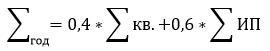 ∑год = 0,4 * ∑ кв. +0,6 * ∑ ИП